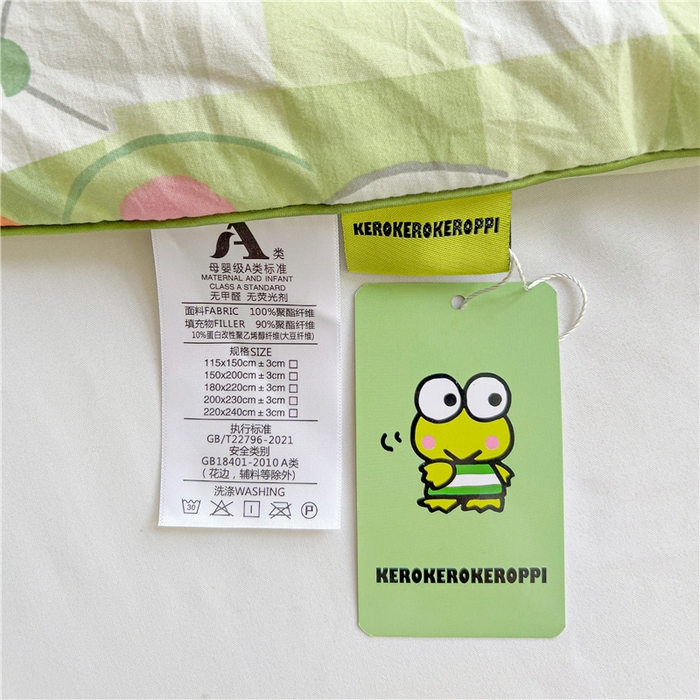 A类
母婴级A类标准
MATERNAL AND INFANT
CLASS A STANDARD
无甲醛 无荧光剂
面料FABRIC 100%聚酯纤维
填充物FILLER 90%聚酯纤维
10%蛋白改性聚乙烯醇纤维(大豆纤维)
规格SIZE
115x150cm±3cm□
150x200cm±3cm□
180x220cm±3cm□
200x230cm±3cm□
220x240cm±3cm□
执行标准
GB/T22796-2021
安全类别
GB18401-2010 A类
(花边，辅料等除外)
洗涤WASHING
30
P
KEROKEROKEROPPI
KEROKEROKEROPPI